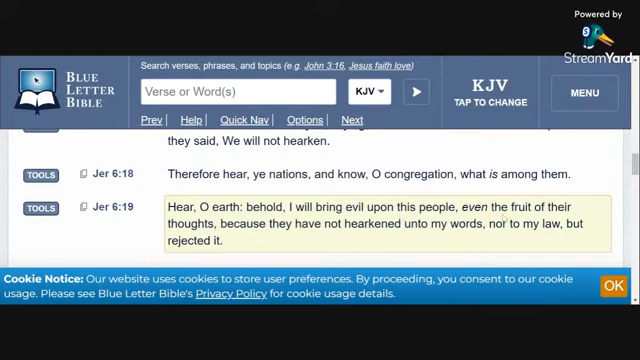 Powered by
StreamYard
Search verses, phrases, and topics (e.g. John 3:16, Jesus faith love)
BLUE
LETTER
BIBLE
Verse or Word(s)
KJV
KJV
TAP TO CHANGE
MENU
Prev | Help | Quick Nav | Options | Next
they said, We will not hearken.
TOOLS Jer 6:18 Therefore hear, ye nations, and know, O congregation, what is among them.
TOOLS Jer 6:19 Hear, O earth: behold, I will bring evil upon this people, even the fruit of their
thoughts, because they have not hearkened unto my words, nor to my law, but
rejected it.
Cookie Notice: Our website uses cookies to store user preferences. By proceeding, you consent to our cookie
usage. Please see Blue Letter Bible's Privacy Policy for cookie usage details.
OK